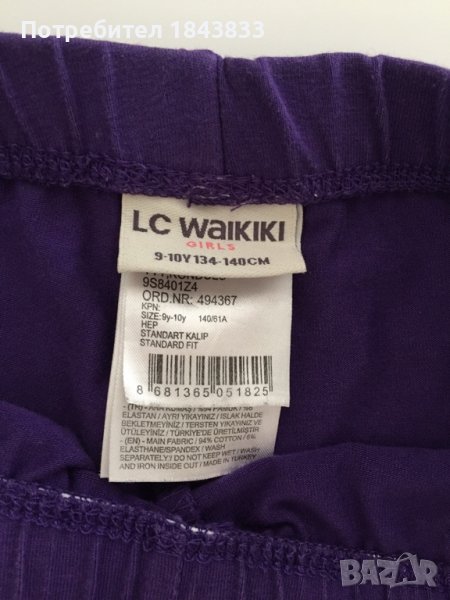 Потребител 1843833
LC WAIKIKI
GIRLS
9-10Y 134-140CM
9S8401Z4
ORD.NR: 494367
KPN:
SIZE: 9y-10y 140/61A
HEP
STANDART KALIP
STANDARD FIT
8 681365 051825
-(TR) - ANA KUMAŞ / %94 PAMUK / %6
ELASTAN / AYRI YIKAYINIZ / ISLAK HALDE
BEKLETMEYİNİZ / TERSTEN YIKAYINIZ VE
ÜTÜLEYİNİZ / TÜRKİYE'DE ÜRETİLMİŞTİR
-(EN) - MAIN FABRIC / 94% COTTON / 6%
ELASTHANE/SPANDEX / WASH
SEPARATELY / DO NOT KEEP WET / WASH
AND IRON INSIDE OUT / MADE IN TURKEY
BAZAR